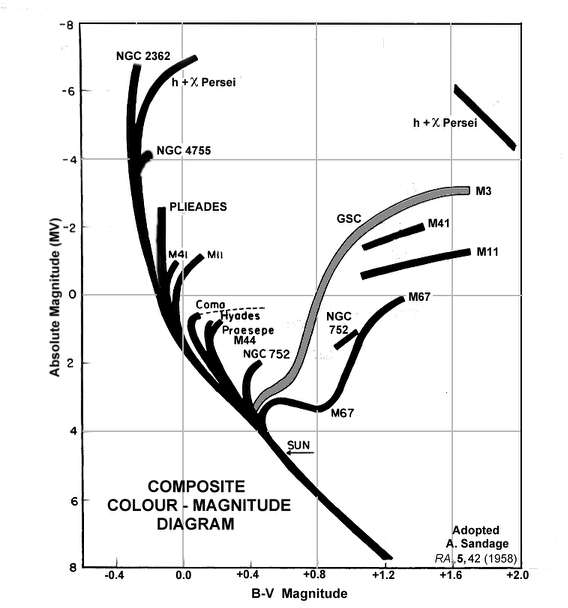 -8
-6
-4
-2
0
2
4
6
8
Absolute Magnitude (MV)
NGC 2362
h + χ Persei
NGC 4755
PLIEADES
M41
M11
Coma
Hyades
Praesepe
M44
NGC 752
h + χ Persei
M3
GSC
M41
M11
M67
NGC
752
M67
SUN
COMPOSITE
COLOUR - MAGNITUDE
DIAGRAM
Adopted
A. Sandage
RA, 5, 42 (1958)
-0.4
0.0
+0.4
+0.8
+1.2
+1.6
+2.0
B-V Magnitude